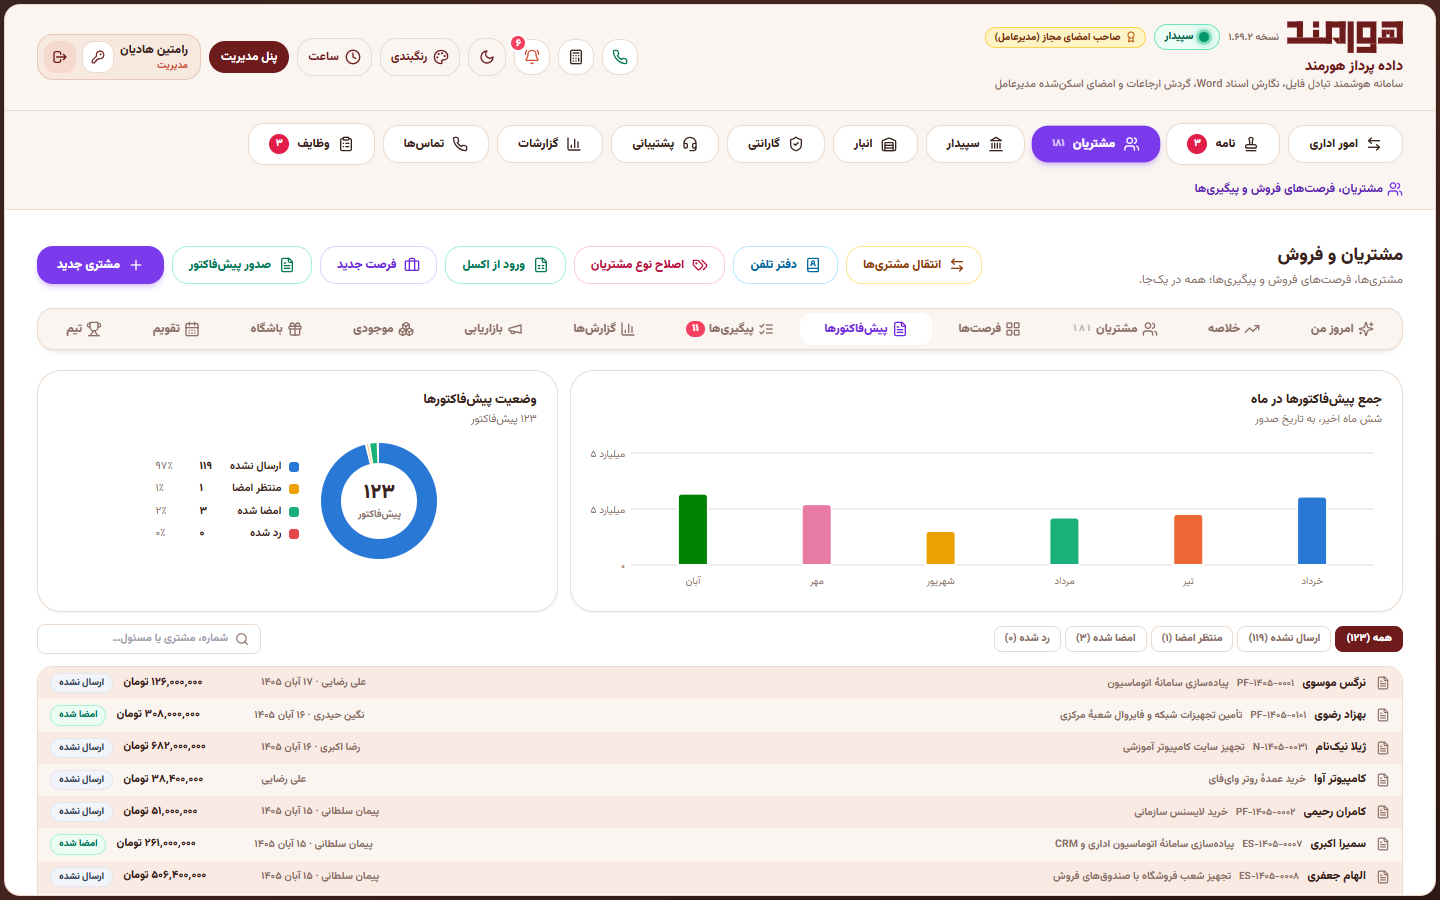 هورمند
نسخه ۱.۶۹.۲
سپیدار
صاحب امضای مجاز (مدیرعامل)
داده پرداز هورمند
سامانه هوشمند تبادل فایل، نگارش اسناد Word، گردش ارجاعات و امضای اسکن‌شده مدیرعامل
۶
رنگبندی
ساعت
پنل مدیریت
رامتین هادیان
مدیریت
امور اداری
نامه ۳
مشتریان ۱۸۱
سپیدار
انبار
گارانتی
پشتیبانی
گزارشات
تماس‌ها
وظایف ۳
مشتریان، فرصت‌های فروش و پیگیری‌ها
مشتریان و فروش
مشتری‌ها، فرصت‌های فروش و پیگیری‌ها؛ همه در یک‌جا.
انتقال مشتری‌ها
دفتر تلفن
اصلاح نوع مشتریان
ورود از اکسل
فرصت جدید
صدور پیش‌فاکتور
مشتری جدید
امروز من
خلاصه
مشتریان ۱۸۱
فرصت‌ها
پیش‌فاکتورها
پیگیری‌ها ۱۱
گزارش‌ها
بازاریابی
موجودی
باشگاه
تقویم
تیم
جمع پیش‌فاکتورها در ماه
شش ماه اخیر، به تاریخ صدور
۵ میلیارد
۵ میلیارد
۰
خرداد
تیر
مرداد
شهریور
مهر
آبان
وضعیت پیش‌فاکتورها
۱۲۳ پیش‌فاکتور
۱۲۳
پیش‌فاکتور
ارسال نشده ۱۱۹ ۹۷٪
منتظر امضا ۱ ۱٪
امضا شده ۳ ۲٪
رد شده ۰ ۰٪
همه (۱۲۳)
ارسال نشده (۱۱۹)
منتظر امضا (۱)
امضا شده (۳)
رد شده (۰)
شماره، مشتری یا مسئول...
نرگس موسوی PF-۱۴۰۵-۰۰۰۱ پیاده‌سازی سامانهٔ اتوماسیون علی رضایی · ۱۷ آبان ۱۴۰۵ ۱۲۶,۰۰۰,۰۰۰ تومان ارسال نشده
بهزاد رضوی PF-۱۴۰۵-۰۱۰۱ تأمین تجهیزات شبکه و فایروال شعبهٔ مرکزی نگین حیدری · ۱۶ آبان ۱۴۰۵ ۳۰۸,۰۰۰,۰۰۰ تومان امضا شده
ژیلا نیک‌نام N-۱۴۰۵-۰۰۳۱ تجهیز سایت کامپیوتر آموزشی رضا اکبری · ۱۶ آبان ۱۴۰۵ ۶۸۲,۰۰۰,۰۰۰ تومان ارسال نشده
کامپیوتر آوا خرید عمدهٔ روتر وای‌فای علی رضایی ۳۸,۴۰۰,۰۰۰ تومان ارسال نشده
کامران رحیمی PF-۱۴۰۵-۰۰۰۲ خرید لایسنس سازمانی پیمان سلطانی · ۱۵ آبان ۱۴۰۵ ۵۱,۰۰۰,۰۰۰ تومان ارسال نشده
سمیرا اکبری ES-۱۴۰۵-۰۰۰۷ پیاده‌سازی سامانهٔ اتوماسیون اداری و CRM پیمان سلطانی · ۱۵ آبان ۱۴۰۵ ۲۶۱,۰۰۰,۰۰۰ تومان امضا شده
الهام جعفری ES-۱۴۰۵-۰۰۰۸ تجهیز شعب فروشگاه با صندوق‌های فروش پیمان سلطانی · ۱۵ آبان ۱۴۰۵ ۵۰۶,۴۰۰,۰۰۰ تومان ارسال نشده